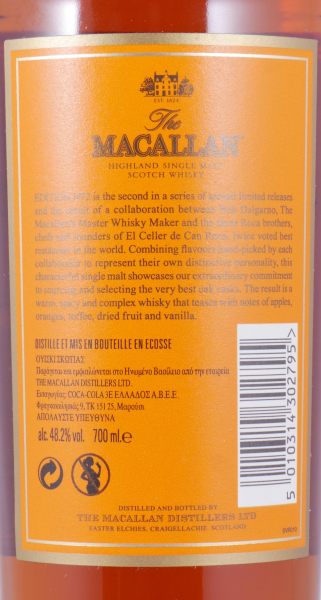 EST. 1824
The
MACALLAN
HIGHLAND SINGLE MALT
SCOTCH WHISKY
EDITION Nº2 is the second in a series of special limited releases
and the result of a collaboration between Bob Dalgarno, The
Macallan's Master Whisky Maker and the three Roca brothers,
chefs and founders of El Celler de Can Roca, twice voted best
restaurant in the world. Combining flavours hand-picked by each
collaborator to represent their own distinctive personality, this
characterful single malt showcases our extraordinary commitment
to sourcing and selecting the very best oak casks. The result is a
warm, spicy and complex whisky that teases with notes of apples,
oranges, toffee, dried fruit and vanilla.
DISTILLE ET MIS EN BOUTEILLE EN ECOSSE
ΟΥΙΣΚΙ ΣΚΩΤΙΑΣ
Παράγεται και εμφιαλώνεται στο Ηνωμένο Βασίλειο από την εταιρεία
THE MACALLAN DISTILLERS LTD.
Εισαγωγέας: COCA-COLA 3E ΕΛΛΑΔΟΣ Α.Β.Ε.Ε.
Φραγκοκκλησιάς 9, ΤΚ 151 25, Μαρούσι
ΑΠΟΛΑΥΣΤΕ ΥΠΕΥΘΥΝΑ
alc. 48.2% vol. 700 ml. e
5 010314 302795 >
DISTILLED AND BOTTLED BY
THE MACALLAN DISTILLERS LTD
EASTER ELCHIES, CRAIGELLACHIE, SCOTLAND